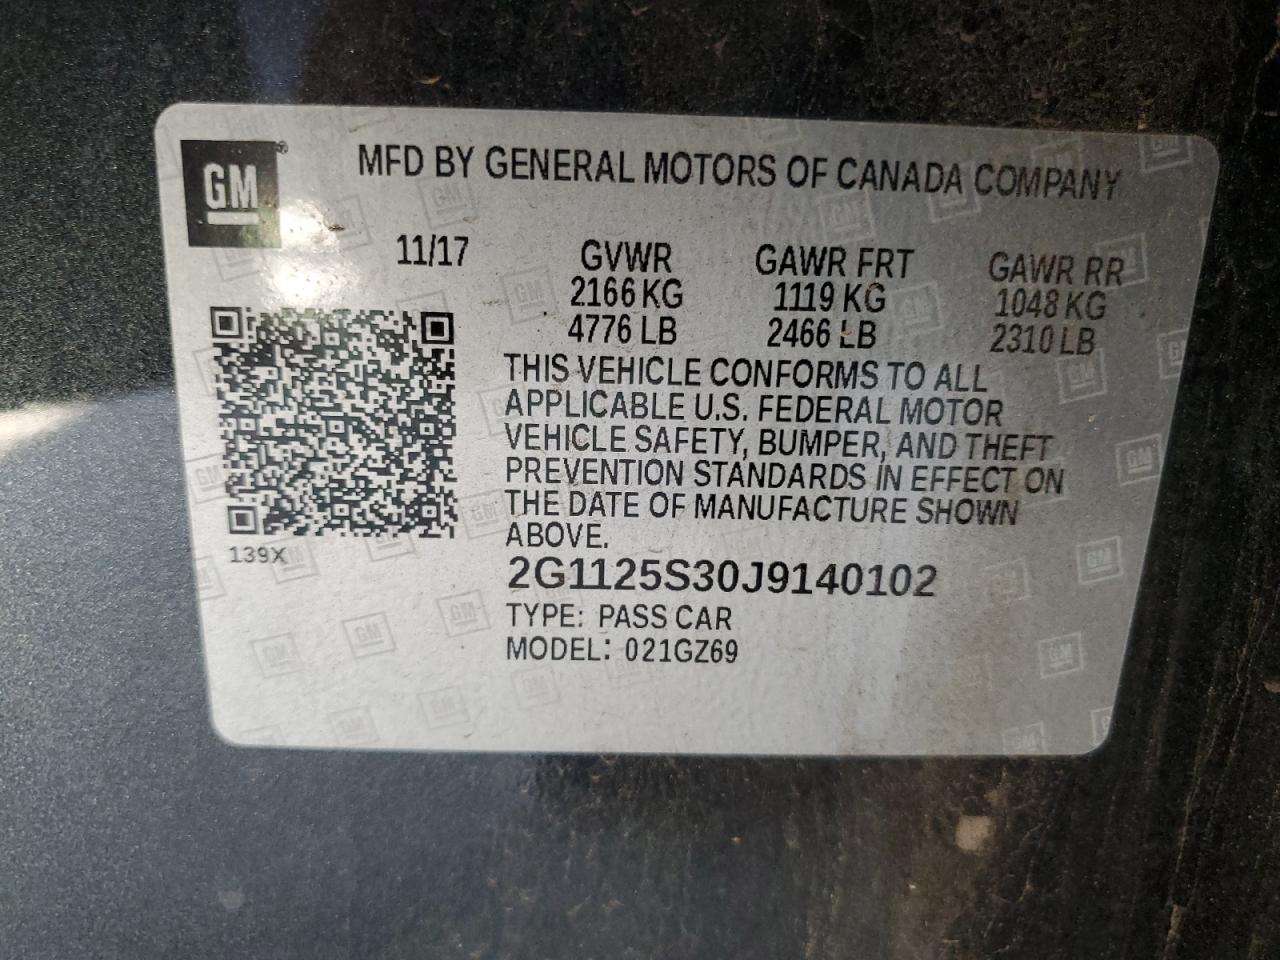 GM®
MFD BY GENERAL MOTORS OF CANADA COMPANY
11/17
GVWR GAWR FRT GAWR RR
2166 KG 1119 KG 1048 KG
4776 LB 2466 LB 2310 LB
THIS VEHICLE CONFORMS TO ALL
APPLICABLE U.S. FEDERAL MOTOR
VEHICLE SAFETY, BUMPER, AND THEFT
PREVENTION STANDARDS IN EFFECT ON
THE DATE OF MANUFACTURE SHOWN
ABOVE.
139X
2G1125S30J9140102
TYPE: PASS CAR
MODEL: 021GZ69